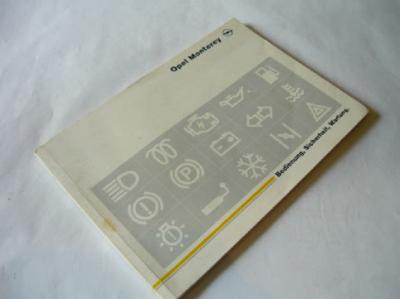 Opel Monterey
Bedienung, Sicherheit, Wartung.